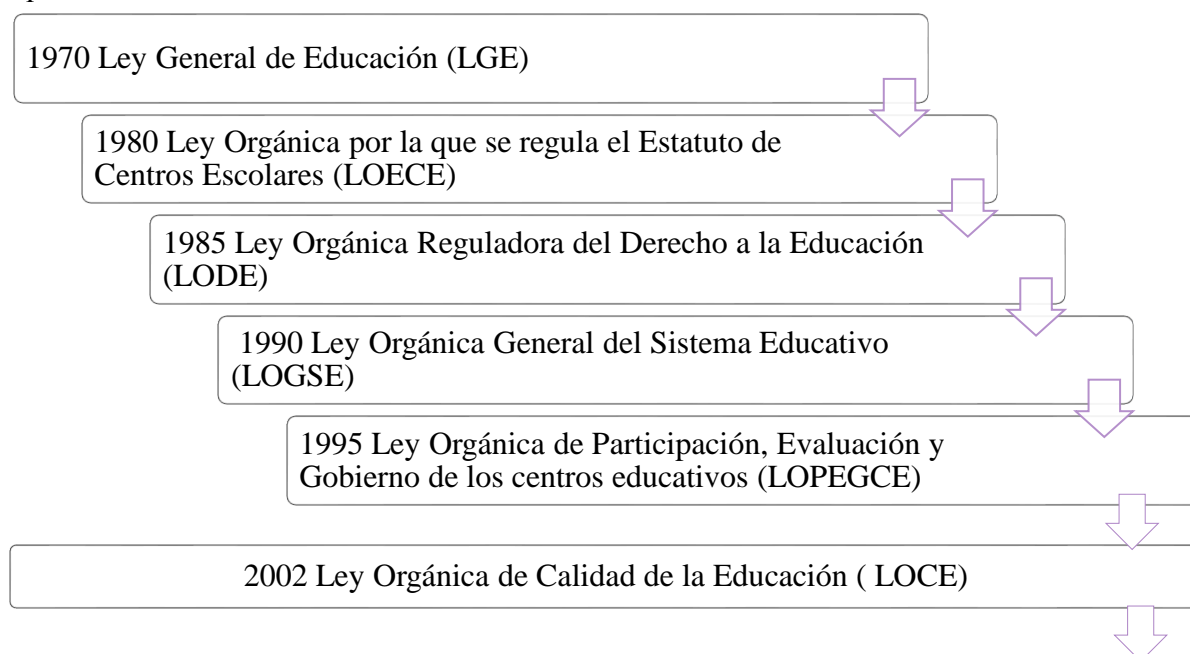 1970 Ley General de Educación (LGE)
1980 Ley Orgánica por la que se regula el Estatuto de
Centros Escolares (LOECE)
1985 Ley Orgánica Reguladora del Derecho a la Educación
(LODE)
1990 Ley Orgánica General del Sistema Educativo
(LOGSE)
1995 Ley Orgánica de Participación, Evaluación y
Gobierno de los centros educativos (LOPEGCE)
2002 Ley Orgánica de Calidad de la Educación ( LOCE)